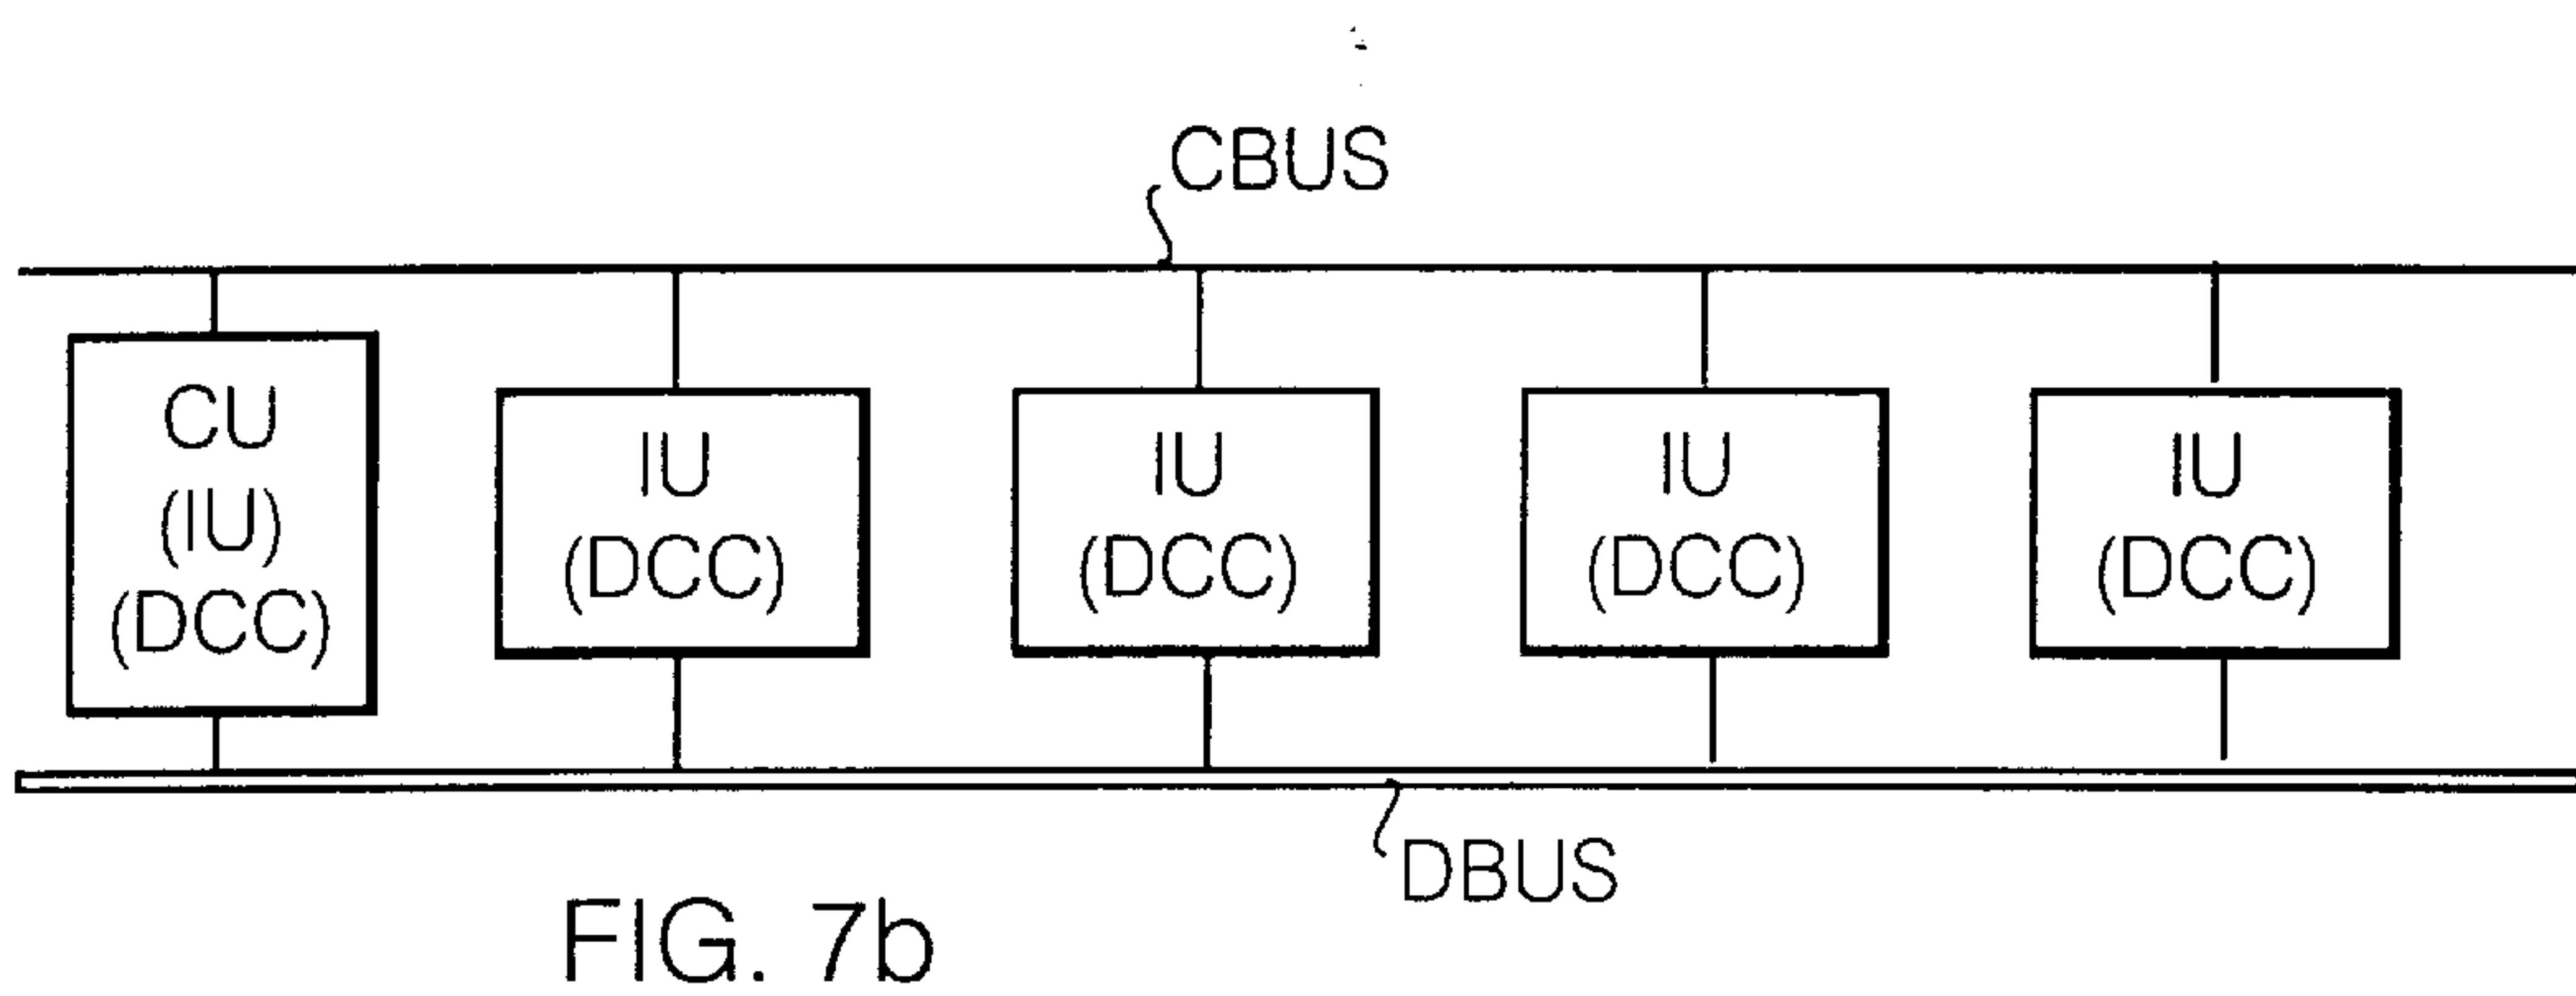 CBUS
CU
(IU)
(DCC)
IU
(DCC)
IU
(DCC)
IU
(DCC)
IU
(DCC)
DBUS
FIG. 7b